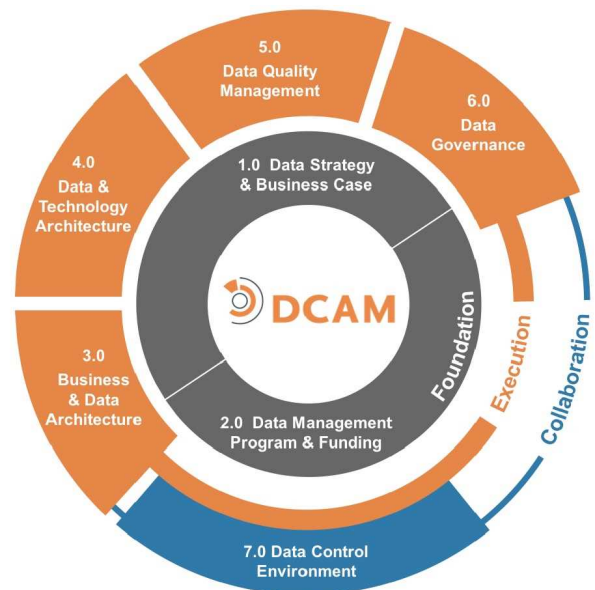 5.0
Data Quality
Management
6.0
Data
Governance
4.0
Data &
Technology
Architecture
1.0 Data Strategy
& Business Case
DCAM
Foundation
Execution
Collaboration
3.0
Business
& Data
Architecture
2.0 Data Management
Program & Funding
7.0 Data Control
Environment